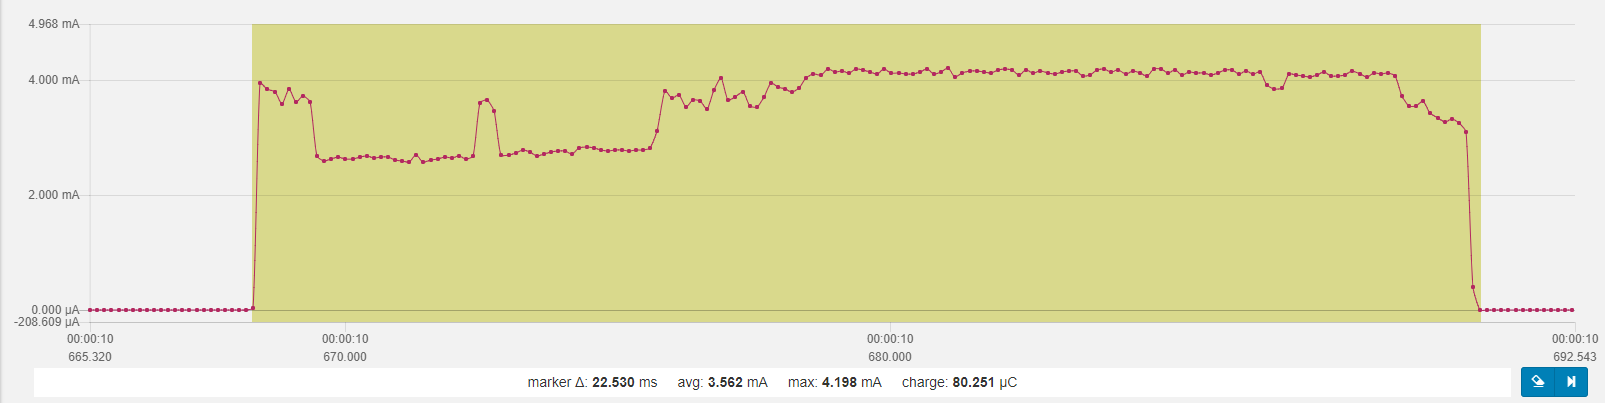 4.968 mA
4.000 mA
2.000 mA
0.000 µA
-208.609 µA
00:00:10 00:00:10 00:00:10 00:00:10
665.320 670.000 680.000 692.543
marker Δ: 22.530 ms avg: 3.562 mA max: 4.198 mA charge: 80.251 µC